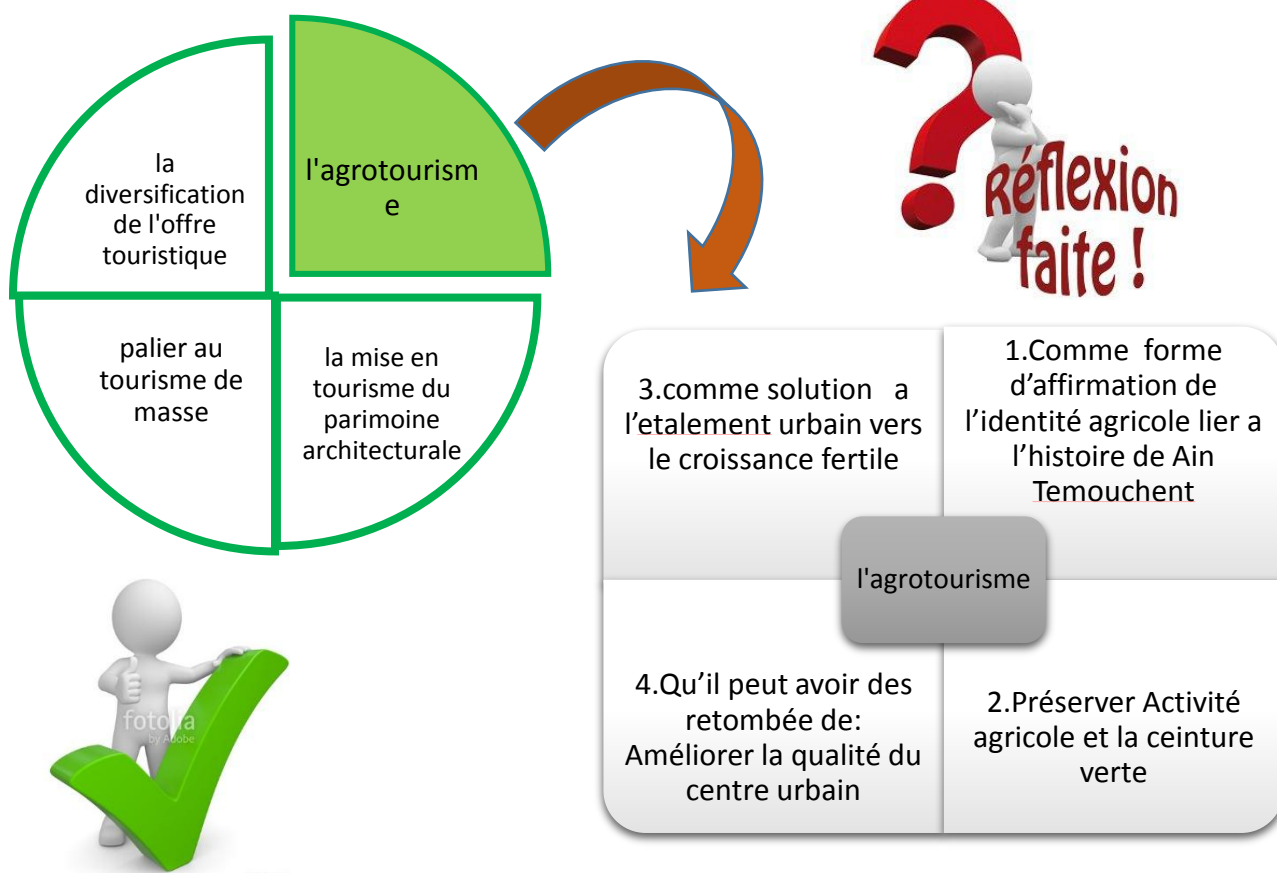 la
diversification
de l'offre
touristique
l'agrotourism
e
palier au
tourisme de
masse
la mise en
tourisme du
parimoine
architecturale
?
Réflexion
faite !
3.comme solution a
l'etalement urbain vers
le croissance fertile
1.Comme forme
d'affirmation de
l'identité agricole lier a
l'histoire de Ain
Temouchent
l'agrotourisme
4.Qu'il peut avoir des
retombée de:
Améliorer la qualité du
centre urbain
2.Préserver Activité
agricole et la ceinture
verte
fotolia
by Adobe